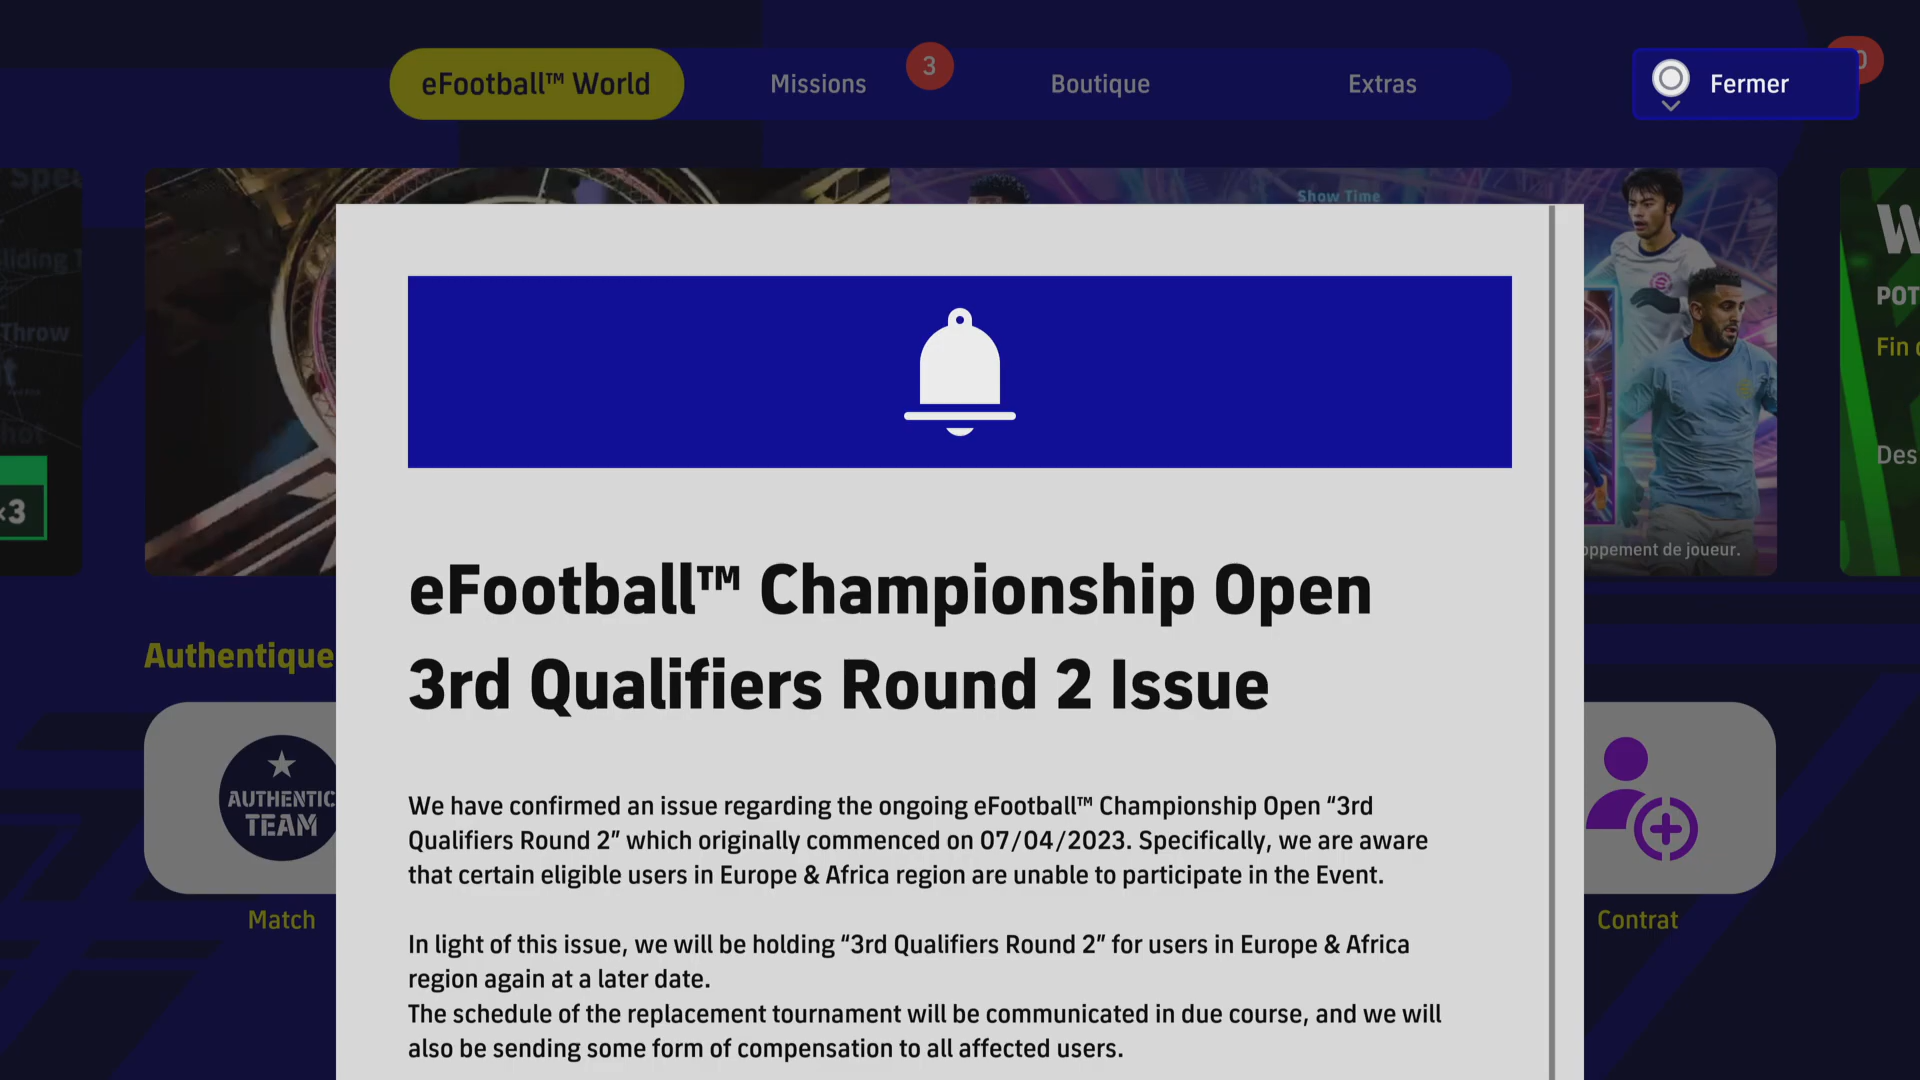 eFootball™ World
Missions
3
Boutique
Extras
Fermer
Show Time
Throw
×3
POT
Fin
Des
oppement de joueur.
eFootball™ Championship Open
3rd Qualifiers Round 2 Issue
Authentique
AUTHENTIC
TEAM
Match
Contrat
We have confirmed an issue regarding the ongoing eFootball™ Championship Open “3rd
Qualifiers Round 2” which originally commenced on 07/04/2023. Specifically, we are aware
that certain eligible users in Europe & Africa region are unable to participate in the Event.
In light of this issue, we will be holding “3rd Qualifiers Round 2” for users in Europe & Africa
region again at a later date.
The schedule of the replacement tournament will be communicated in due course, and we will
also be sending some form of compensation to all affected users.